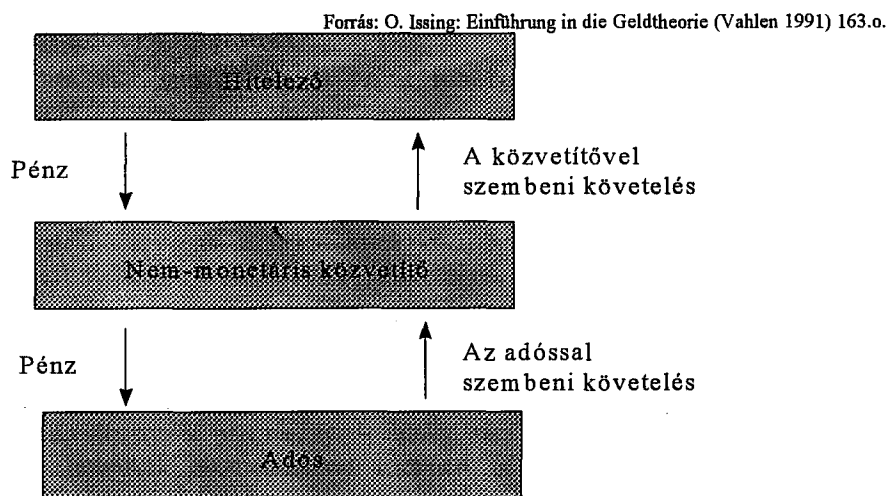 Forrás: O. Issing: Einführung in die Geldtheorie (Vahlen 1991) 163.o.
Hitelező
Pénz
A közvetítővel
szembeni követelés
Nem-monetáris közvetítő
Pénz
Az adóssal
szembeni követelés
Adós